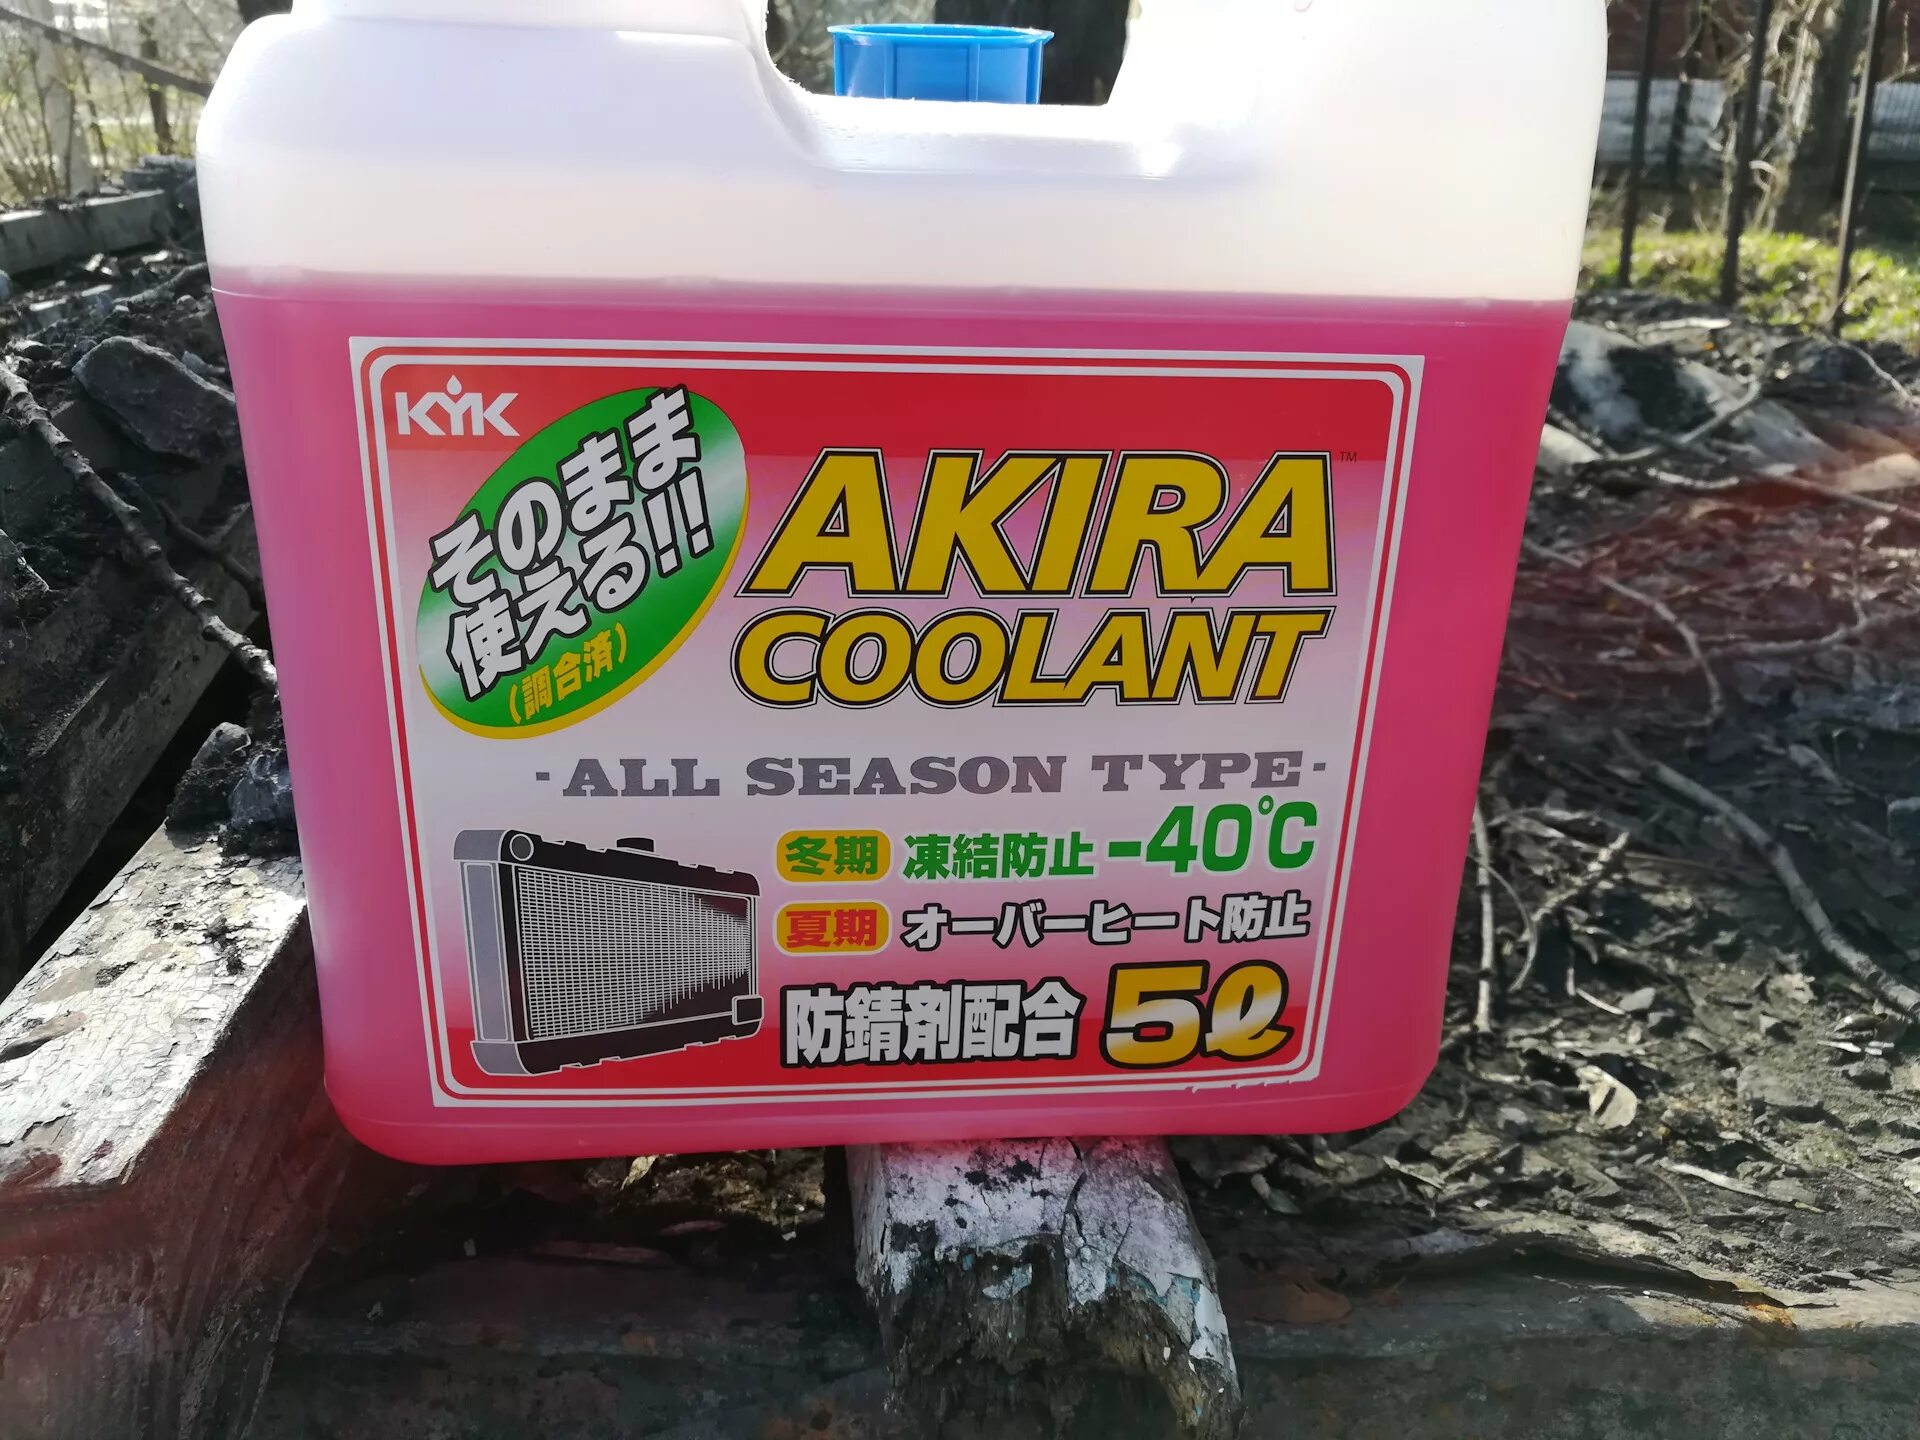 KYK
そのまま
使える!!
(調合済)
AKIRA™
COOLANT
-ALL SEASON TYPE-
冬期 凍結防止 -40℃
夏期 オーバーヒート防止
防錆剤配合 5ℓ